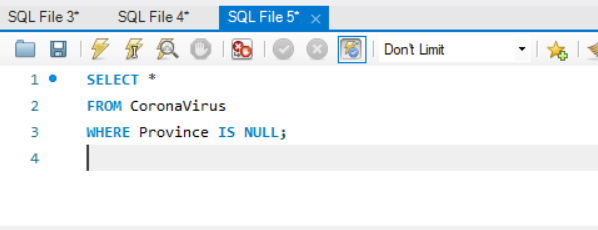 SQL File 3* SQL File 4* SQL File 5* ×
Don't Limit
1 SELECT *
2 FROM CoronaVirus
3 WHERE Province IS NULL;
4